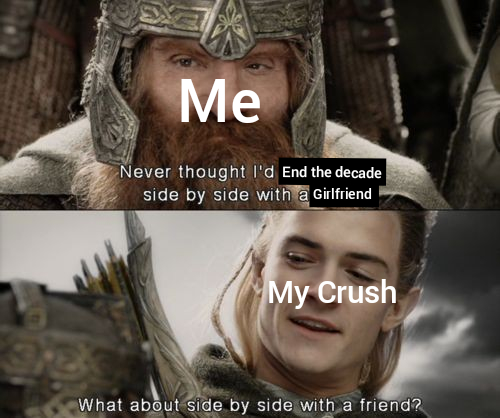 Me
Never thought I'd End the decade
side by side with a Girlfriend
My Crush
What about side by side with a friend?